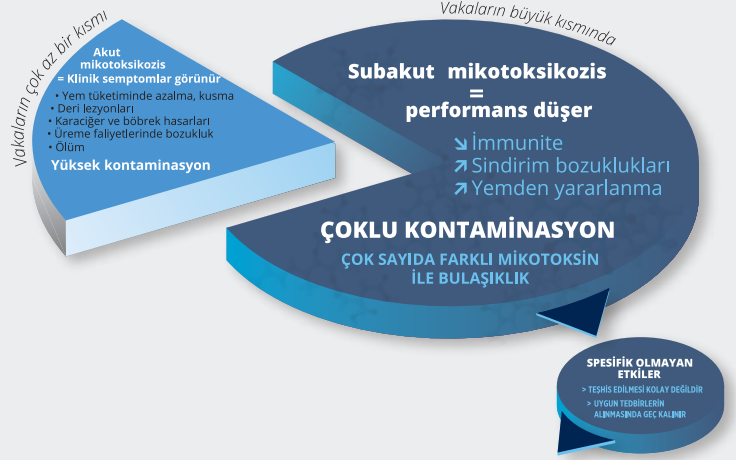 Vakaların çok az bir kısmı
Akut
mikotoksikozis
= Klinik semptomlar görünür
• Yem tüketiminde azalma, kusma
• Deri lezyonları
• Karaciğer ve böbrek hasarları
• Üreme faliyetlerinde bozukluk
• Ölüm
Yüksek kontaminasyon
Vakaların büyük kısmında
Subakut mikotoksikozis
=
performans düşer
↘ İmmunite
↗ Sindirim bozuklukları
↗ Yemden yararlanma
ÇOKLU KONTAMİNASYON
ÇOK SAYIDA FARKLI MİKOTOKSİN
İLE BULAŞIKLIK
SPESİFİK OLMAYAN
ETKİLER
> TEŞHİS EDİLMESİ KOLAY DEĞİLDİR
> UYGUN TEDBİRLERİN
ALINMASINDA GEÇ KALINIR